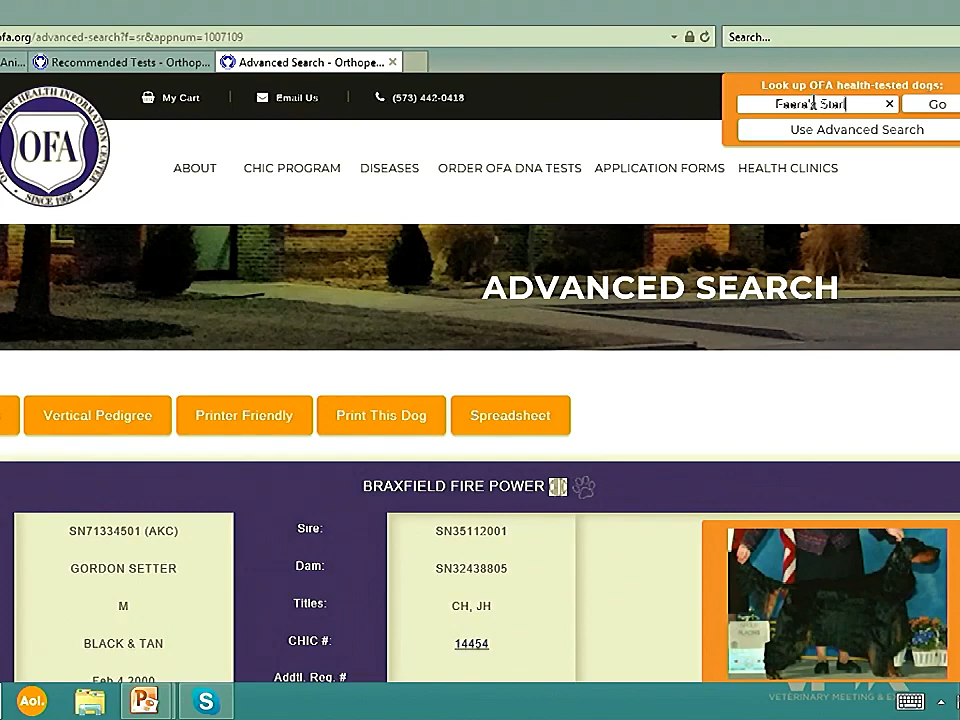 ofa.org/advanced-search?f=sr&appnum=1007109
Search...
Ani...
Recommended Tests - Orthop...
Advanced Search - Orthope...
My Cart
Email Us
(573) 442-0418
Look up OFA health-tested dogs:
Go
Use Advanced Search
OFA
SINCE 1966
ABOUT
CHIC PROGRAM
DISEASES
ORDER OFA DNA TESTS
APPLICATION FORMS
HEALTH CLINICS
ADVANCED SEARCH
Vertical Pedigree
Printer Friendly
Print This Dog
Spreadsheet
BRAXFIELD FIRE POWER
SN71334501 (AKC)
Sire:
SN35112001
GORDON SETTER
Dam:
SN32438805
M
Titles:
CH, JH
BLACK & TAN
CHIC #:
14454
Feb 4 2000
Addtl. Reg. #
Aol.
VETERINARY MEETING &